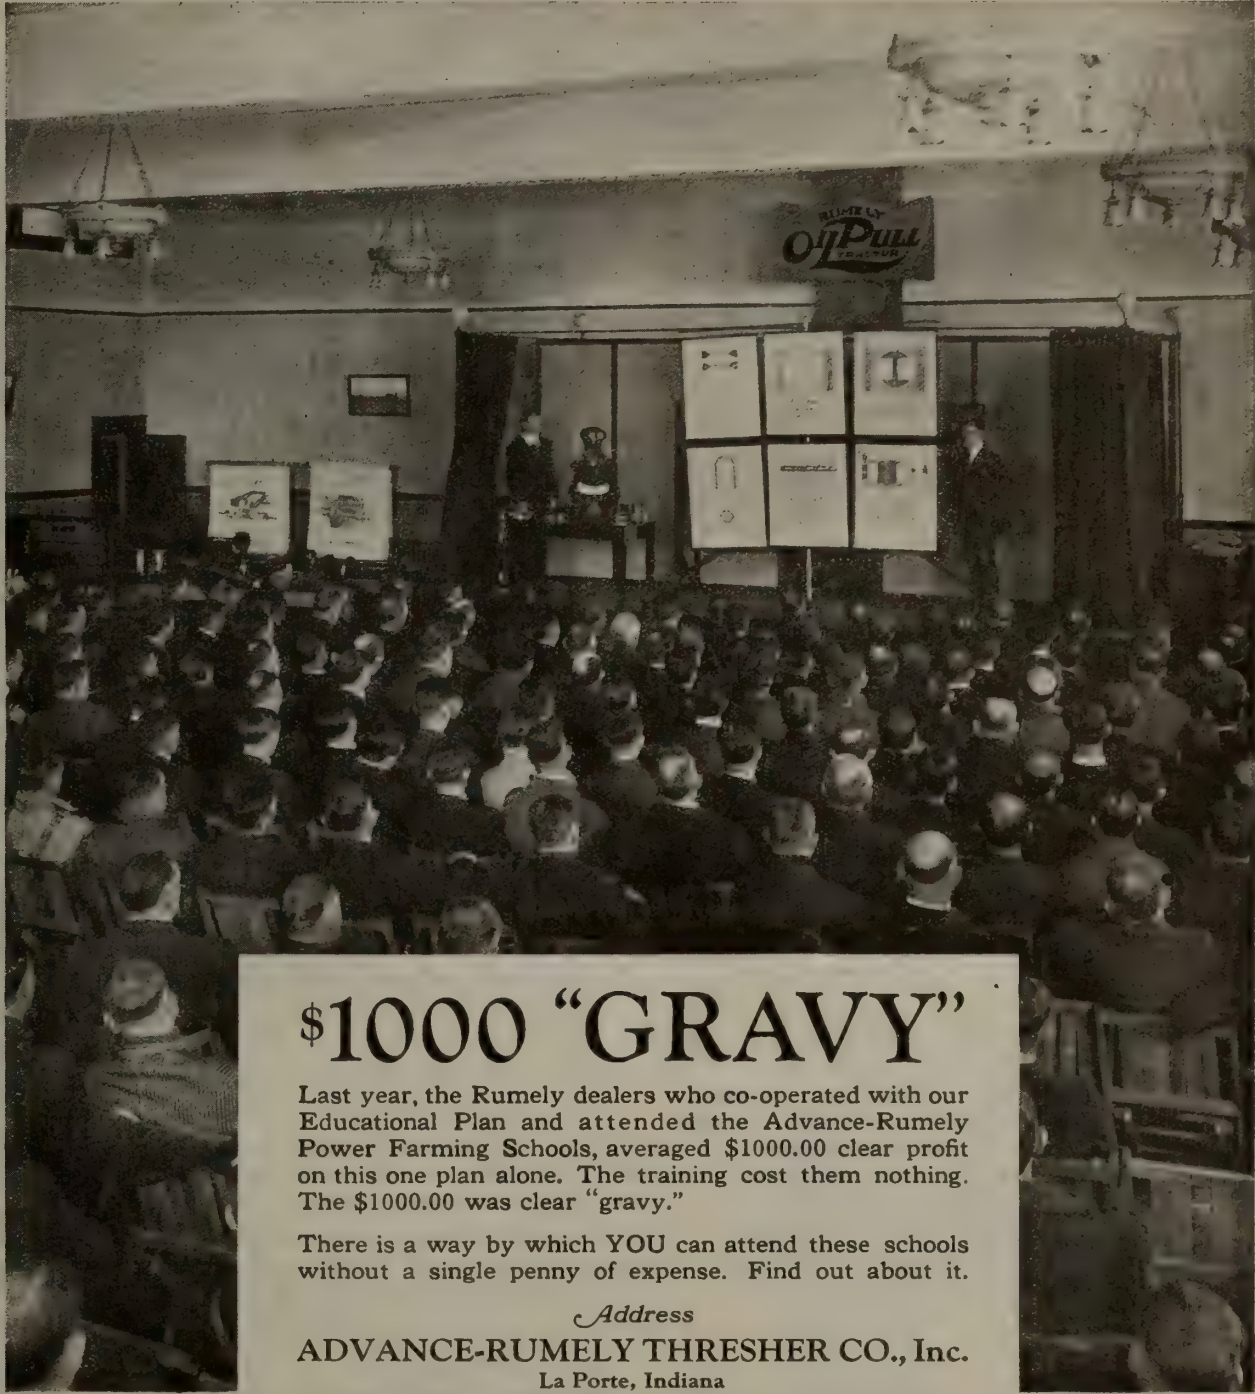 RUMELY
OILPULL
TRACTOR
$1000 “GRAVY”
Last year, the Rumely dealers who co-operated with our
Educational Plan and attended the Advance-Rumely
Power Farming Schools, averaged $1000.00 clear profit
on this one plan alone. The training cost them nothing.
The $1000.00 was clear “gravy.”
There is a way by which YOU can attend these schools
without a single penny of expense. Find out about it.
Address
ADVANCE-RUMELY THRESHER CO., Inc.
La Porte, Indiana